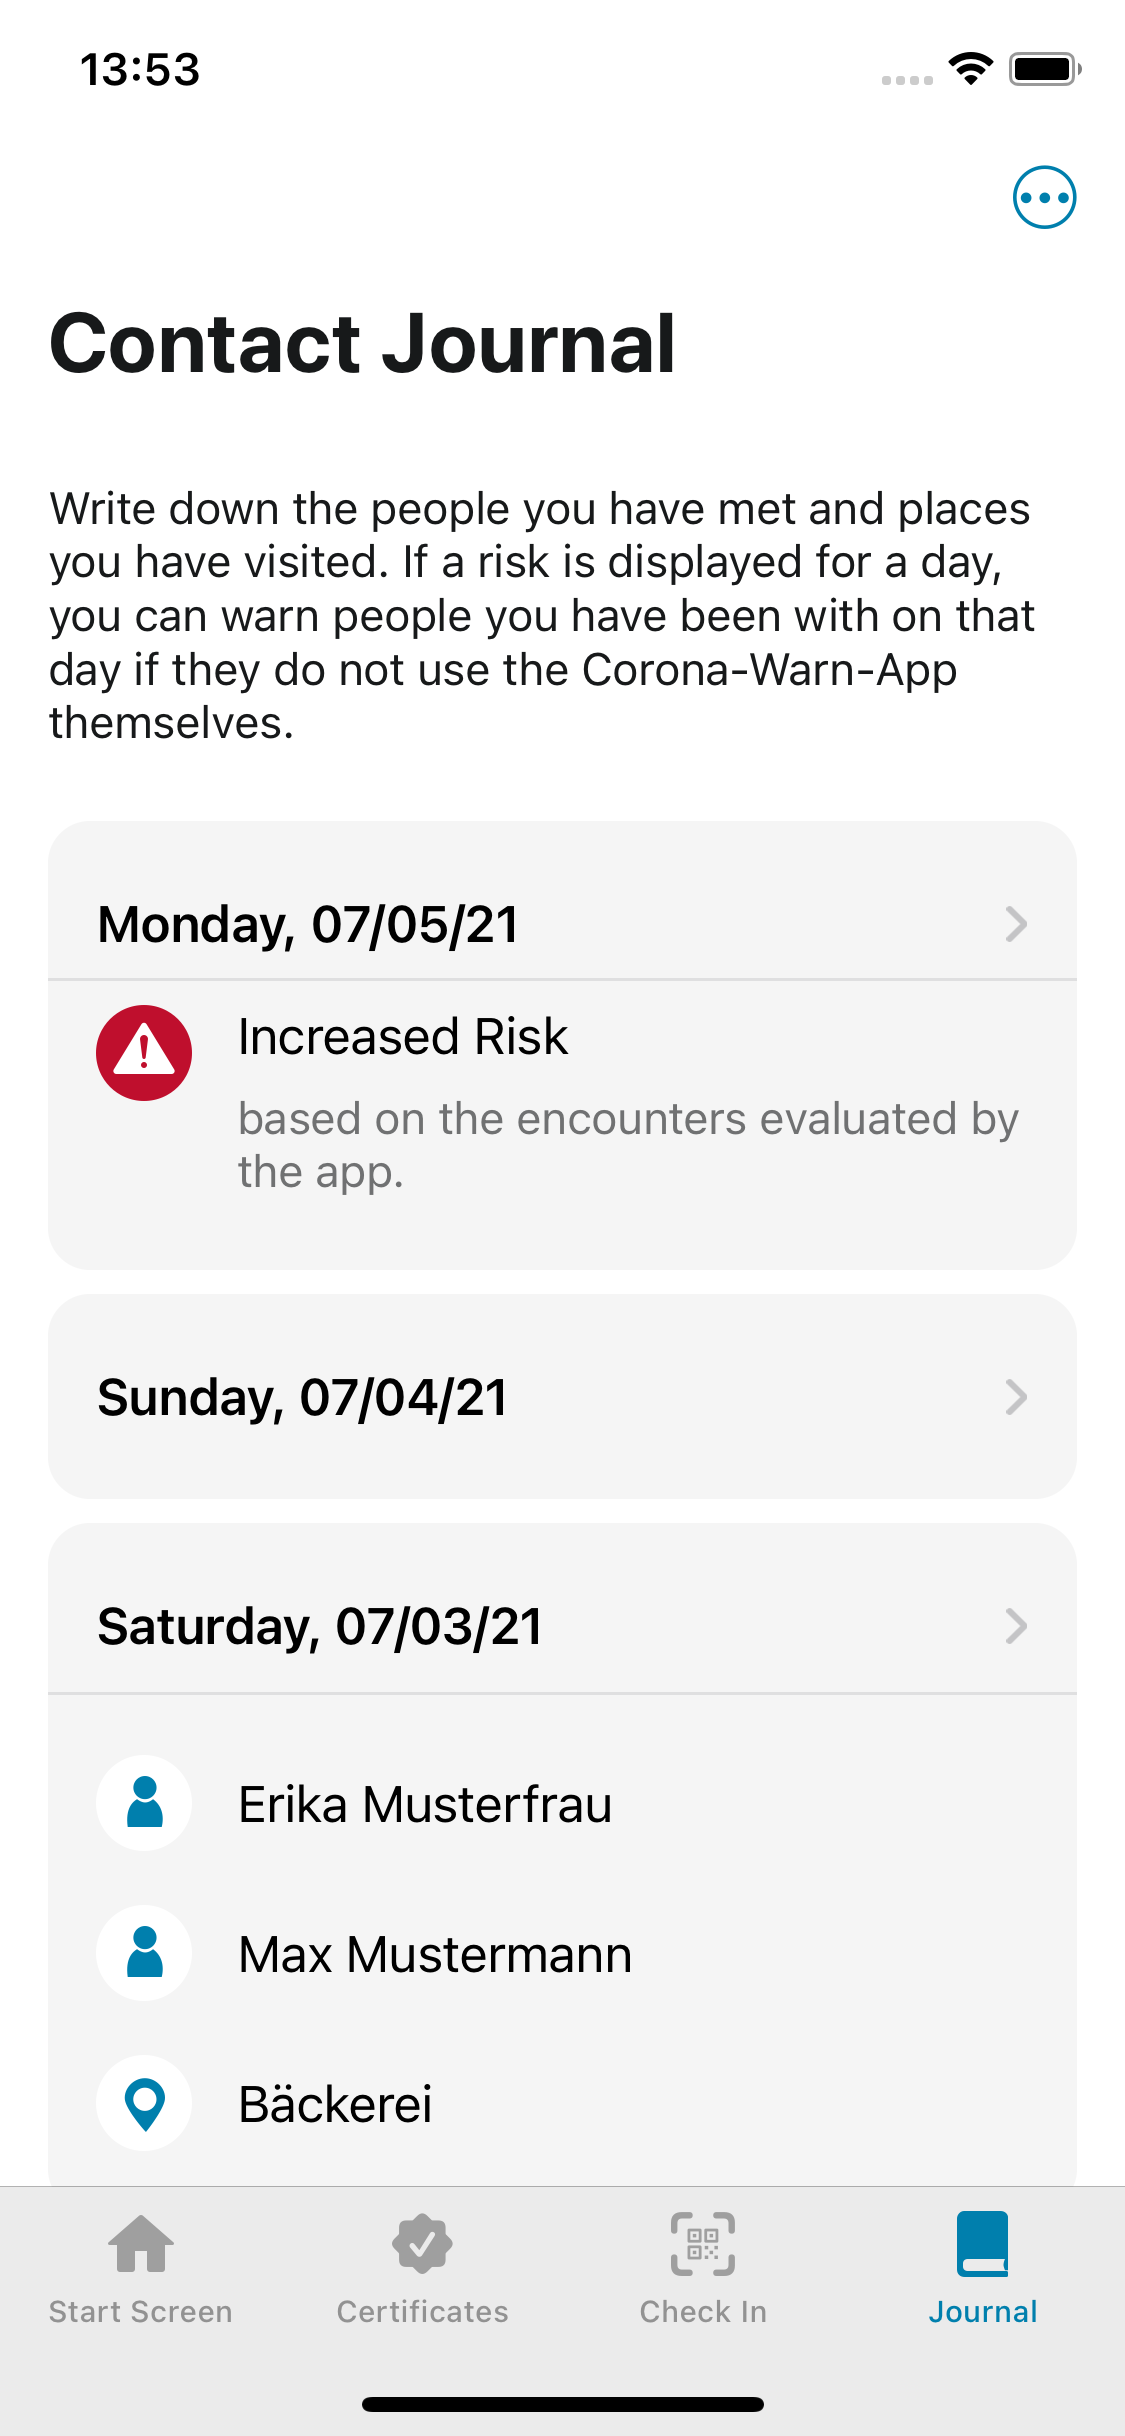 13:53
Contact Journal
Write down the people you have met and places
you have visited. If a risk is displayed for a day,
you can warn people you have been with on that
day if they do not use the Corona-Warn-App
themselves.
Monday, 07/05/21
Increased Risk
based on the encounters evaluated by
the app.
Sunday, 07/04/21
Saturday, 07/03/21
Erika Musterfrau
Max Mustermann
Bäckerei
Start Screen
Certificates
Check In
Journal